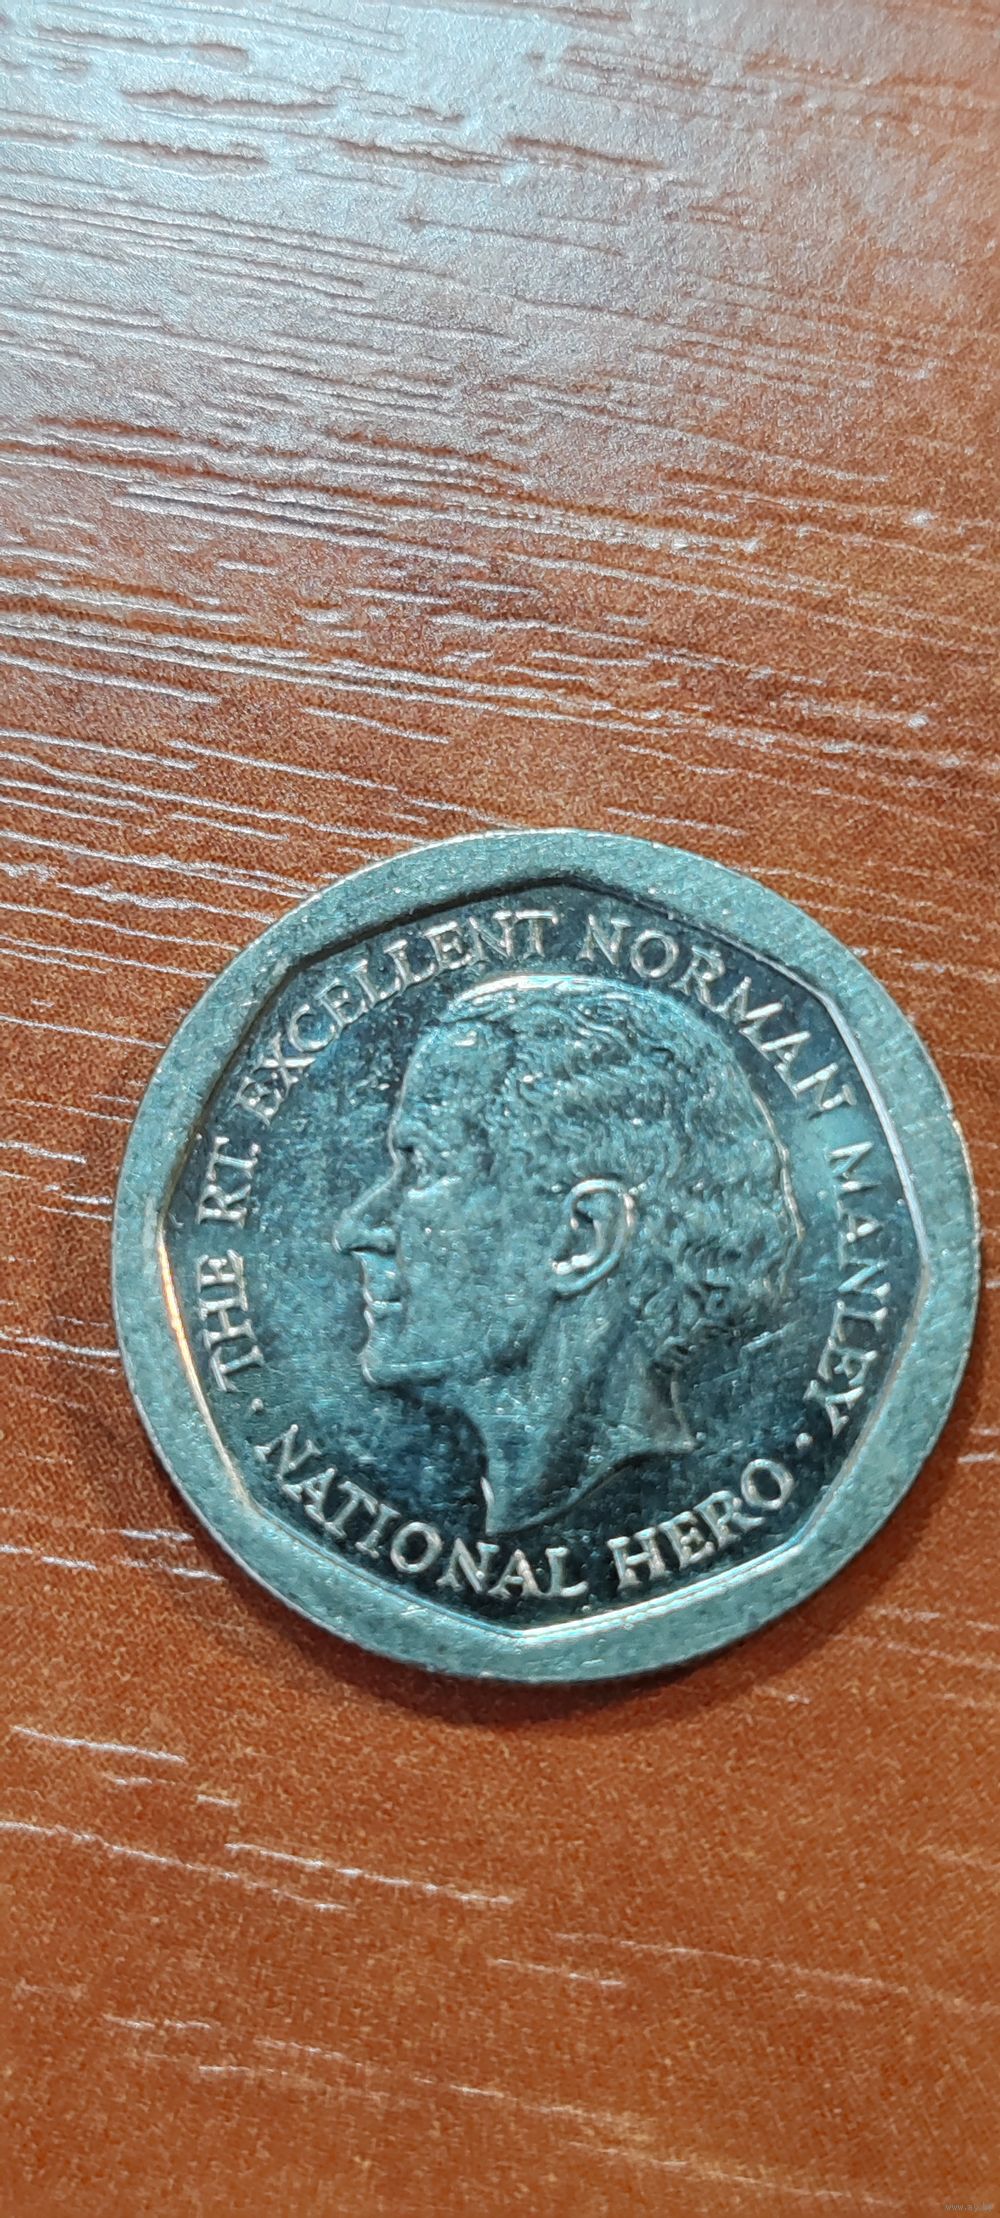 · THE RT. EXCELLENT NORMAN MANLEY ·
NATIONAL HERO